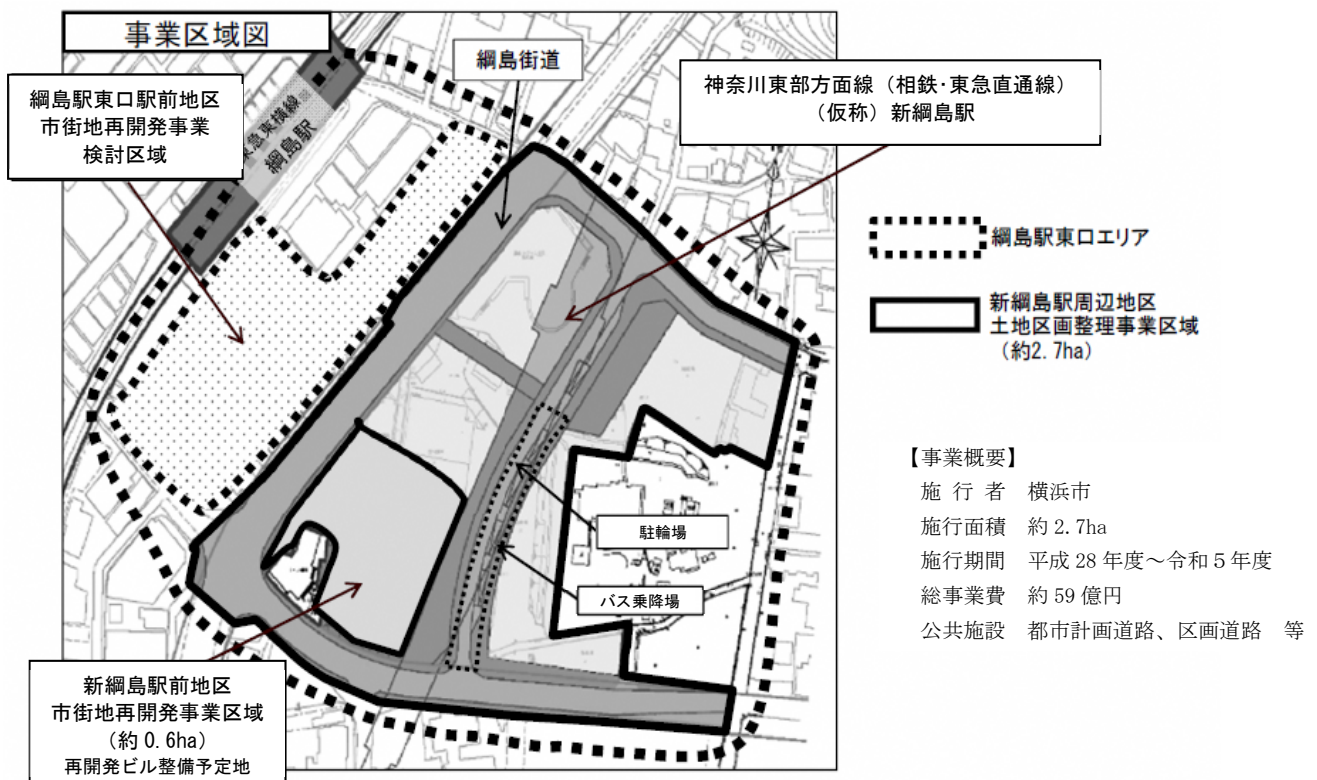 事業区域図
綱島駅東口駅前地区
市街地再開発事業
検討区域
綱島街道
神奈川東部方面線（相鉄・東急直通線）
（仮称）新綱島駅
東急東横線
綱島駅
綱島駅東口エリア
新綱島駅周辺地区
土地区画整理事業区域
（約2.7ha）
【事業概要】
施 行 者　横浜市
施行面積　約 2.7ha
施行期間　平成 28 年度～令和５年度
総事業費　約 59 億円
公共施設　都市計画道路、区画道路　等
駐輪場
バス乗降場
新綱島駅前地区
市街地再開発事業区域
（約 0.6ha）
再開発ビル整備予定地